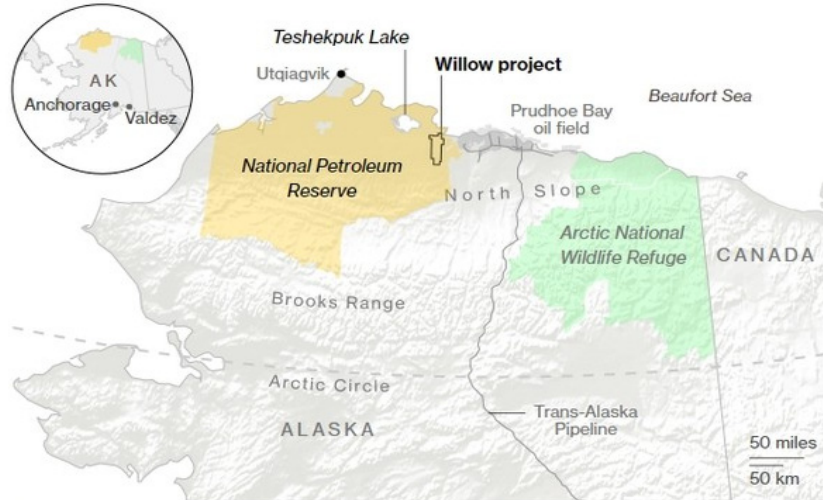 Teshekpuk Lake
Utqiagvik
Willow project
Beaufort Sea
AK
Anchorage
Valdez
Prudhoe Bay
oil field
National Petroleum
Reserve
North Slope
Arctic National
Wildlife Refuge
CANADA
Brooks Range
Arctic Circle
ALASKA
Trans-Alaska
Pipeline
50 miles
50 km